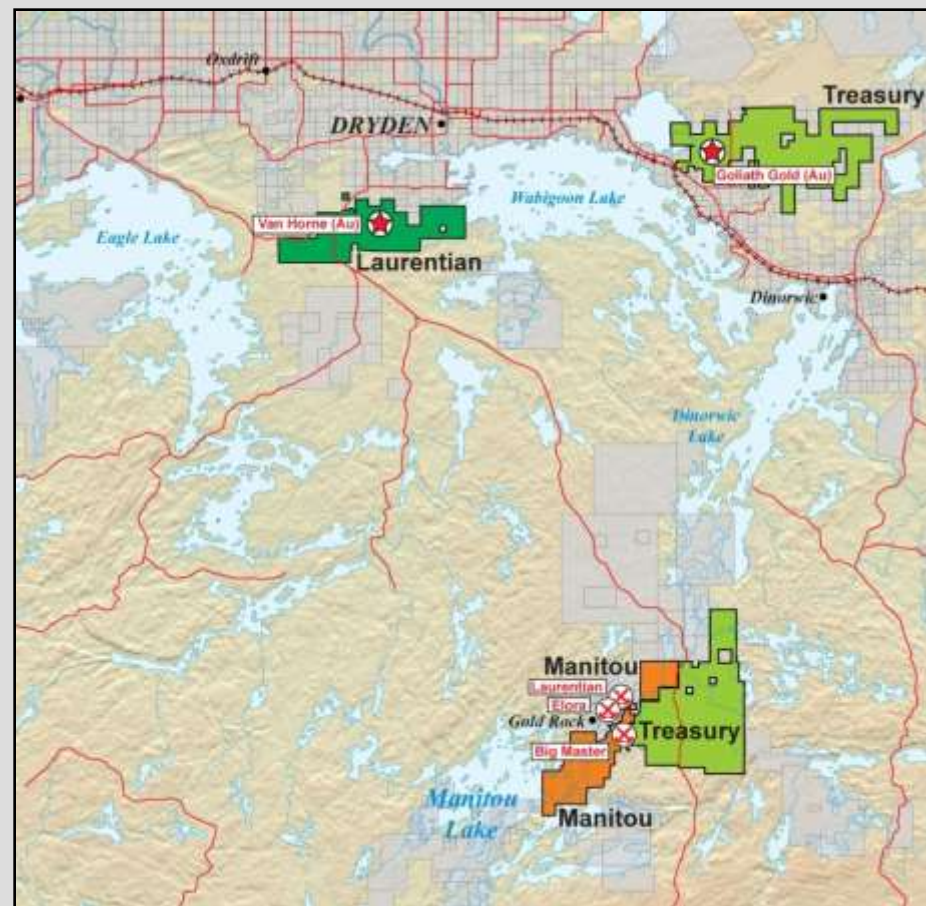 Oxdrift
DRYDEN
Treasury
Goliath Gold (Au)
Wabigoon Lake
Van Horne (Au)
Eagle Lake
Laurentian
Dinorwic
Dinorwic
Lake
Manitou
Laurentian
Elora
Gold Rock
Treasury
Big Master
Manitou
Lake
Manitou